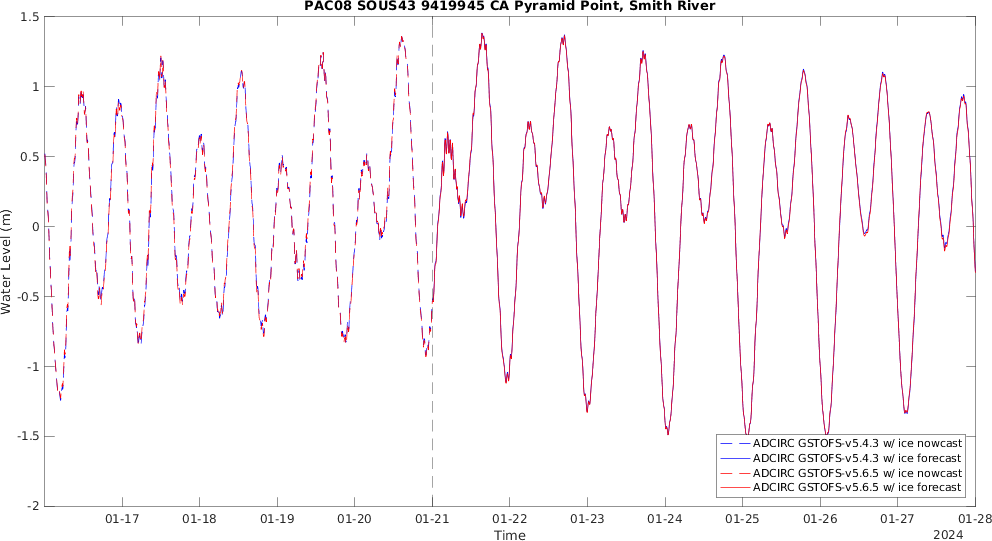 PAC08 SOUS43 9419945 CA Pyramid Point, Smith River
1.5
1
0.5
0
-0.5
-1
-1.5
-2
Water Level (m)
ADCIRC GSTOFS-v5.4.3 w/ ice nowcast
ADCIRC GSTOFS-v5.4.3 w/ ice forecast
ADCIRC GSTOFS-v5.6.5 w/ ice nowcast
ADCIRC GSTOFS-v5.6.5 w/ ice forecast
01-17 01-18 01-19 01-20 01-21 01-22 01-23 01-24 01-25 01-26 01-27 01-28
Time
2024